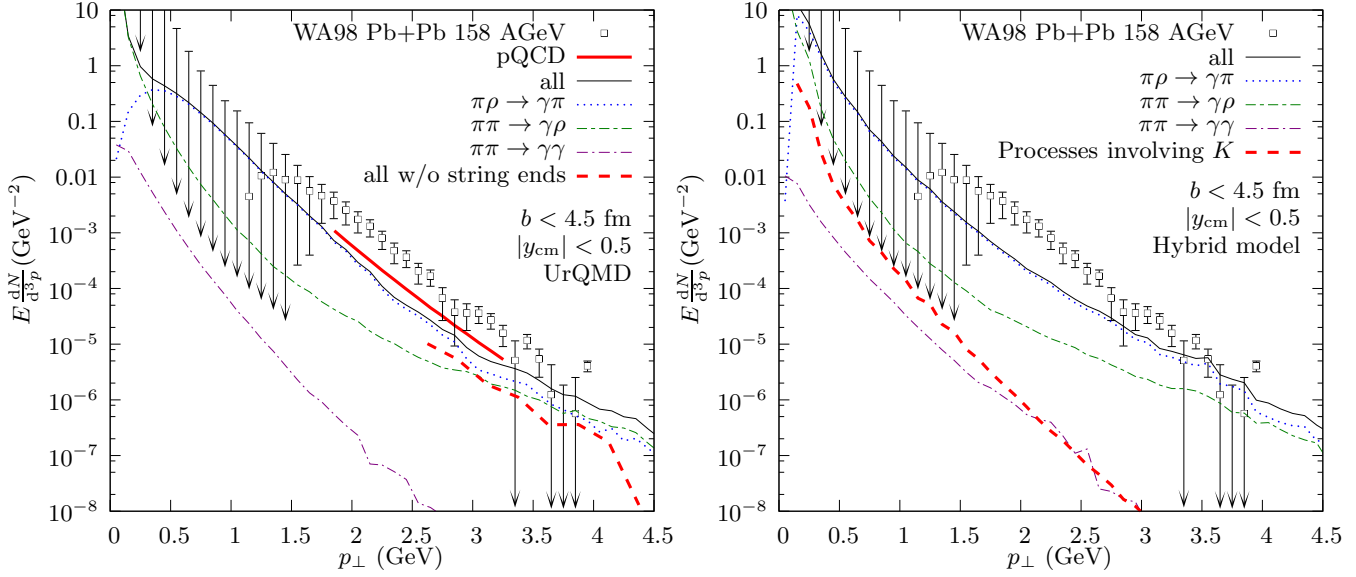 WA98 Pb+Pb 158 AGeV
pQCD
all
πρ → γπ
ππ → γρ
ππ → γγ
all w/o string ends
b < 4.5 fm
|y_cm| < 0.5
UrQMD
10
1
0.1
0.01
10^−3
10^−4
10^−5
10^−6
10^−7
10^−8
E dN/d³p (GeV^−2)
0 0.5 1 1.5 2 2.5 3 3.5 4 4.5
p⊥ (GeV)
WA98 Pb+Pb 158 AGeV
all
πρ → γπ
ππ → γρ
ππ → γγ
Processes involving K
b < 4.5 fm
|y_cm| < 0.5
Hybrid model
10
1
0.1
0.01
10^−3
10^−4
10^−5
10^−6
10^−7
10^−8
E dN/d³p (GeV^−2)
0 0.5 1 1.5 2 2.5 3 3.5 4 4.5
p⊥ (GeV)